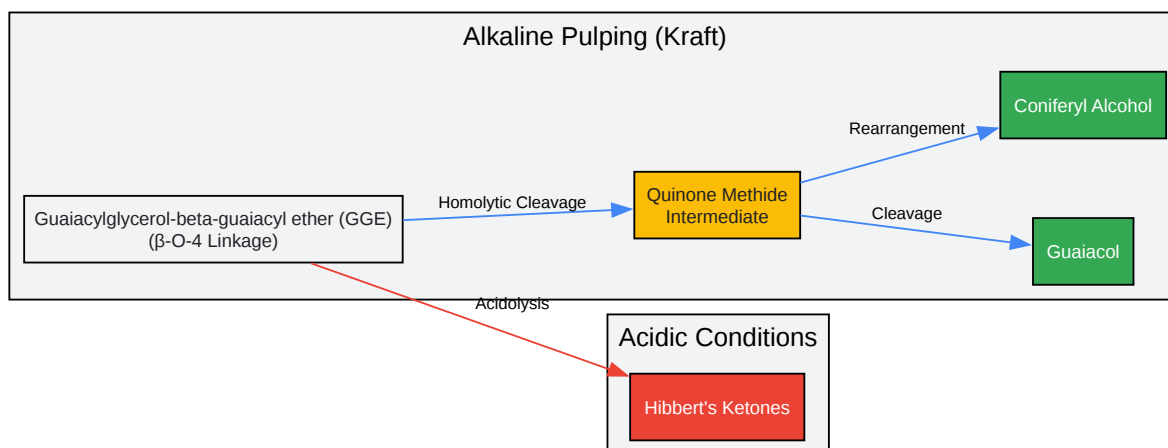 Alkaline Pulping (Kraft)
Coniferyl Alcohol
Rearrangement
Quinone Methide
Intermediate
Homolytic Cleavage
Cleavage
Guaiacylglycerol-beta-guaiacyl ether (GGE)
(β-O-4 Linkage)
Guaiacol
Acidolysis
Acidic Conditions
Hibbert's Ketones